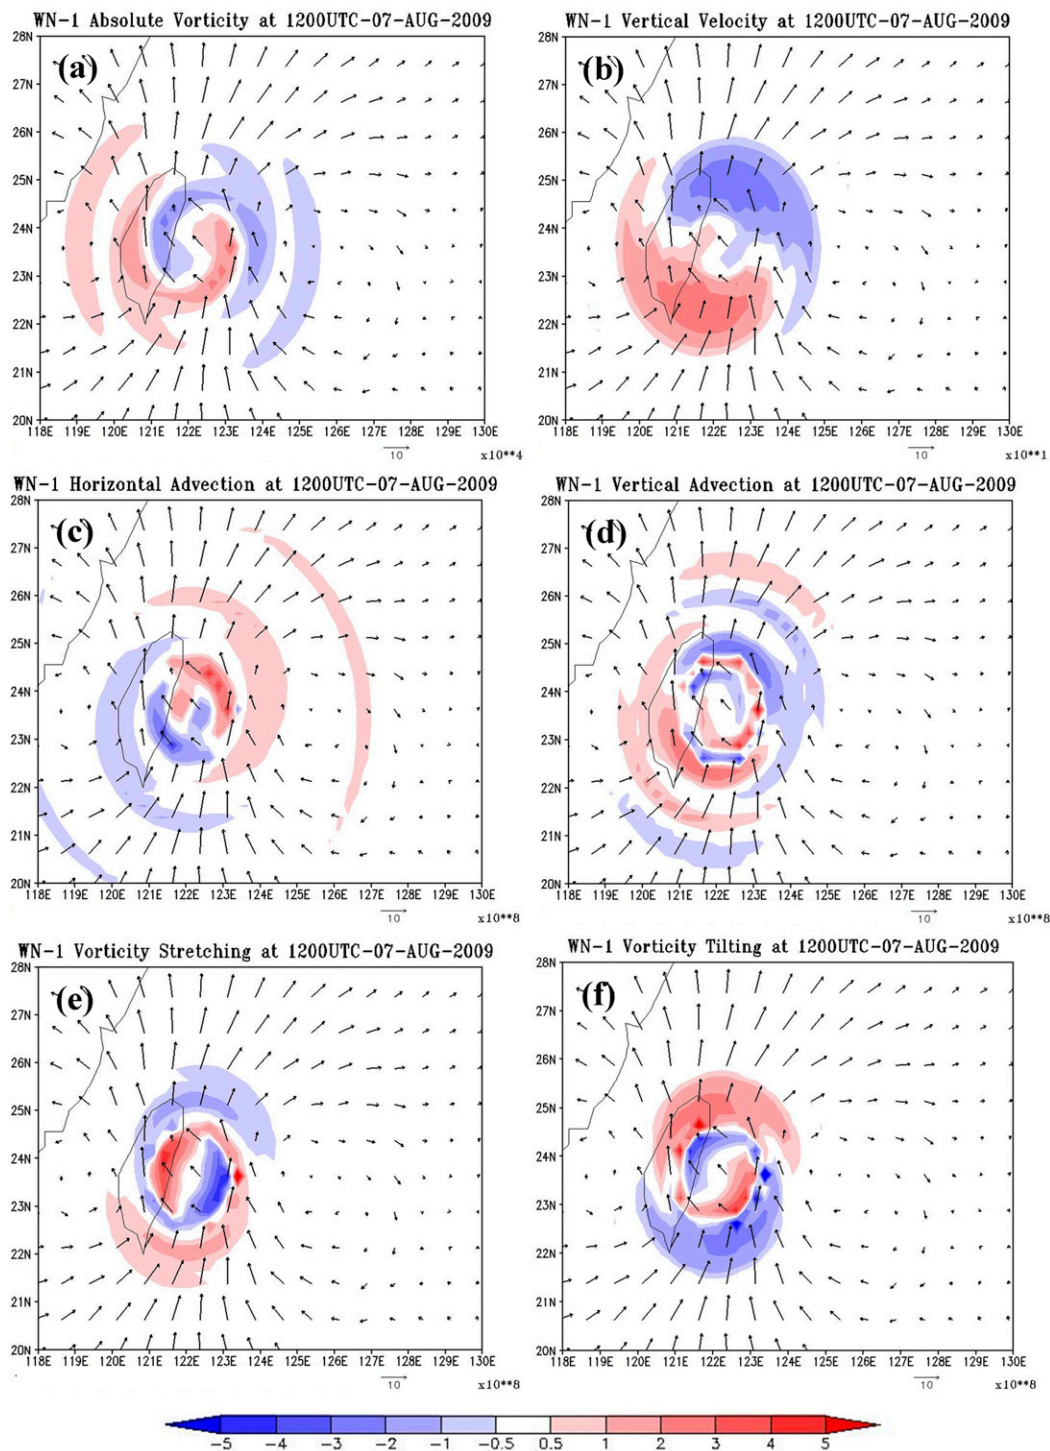 WN-1 Absolute Vorticity at 1200UTC-07-AUG-2009
WN-1 Vertical Velocity at 1200UTC-07-AUG-2009
(a)
28N
27N
26N
25N
24N
23N
22N
21N
20N
118E 119E 120E 121E 122E 123E 124E 125E 126E 127E 128E 129E 130E
10
x10**4
(b)
28N
27N
26N
25N
24N
23N
22N
21N
20N
118E 119E 120E 121E 122E 123E 124E 125E 126E 127E 128E 129E 130E
10
x10**1
WN-1 Horizontal Advection at 1200UTC-07-AUG-2009
WN-1 Vertical Advection at 1200UTC-07-AUG-2009
(c)
28N
27N
26N
25N
24N
23N
22N
21N
20N
118E 119E 120E 121E 122E 123E 124E 125E 126E 127E 128E 129E 130E
10
x10**8
(d)
28N
27N
26N
25N
24N
23N
22N
21N
20N
118E 119E 120E 121E 122E 123E 124E 125E 126E 127E 128E 129E 130E
10
x10**8
WN-1 Vorticity Stretching at 1200UTC-07-AUG-2009
WN-1 Vorticity Tilting at 1200UTC-07-AUG-2009
(e)
28N
27N
26N
25N
24N
23N
22N
21N
20N
118E 119E 120E 121E 122E 123E 124E 125E 126E 127E 128E 129E 130E
10
x10**8
(f)
28N
27N
26N
25N
24N
23N
22N
21N
20N
118E 119E 120E 121E 122E 123E 124E 125E 126E 127E 128E 129E 130E
10
x10**8
-5 -4 -3 -2 -1 -0.5 0.5 1 2 3 4 5